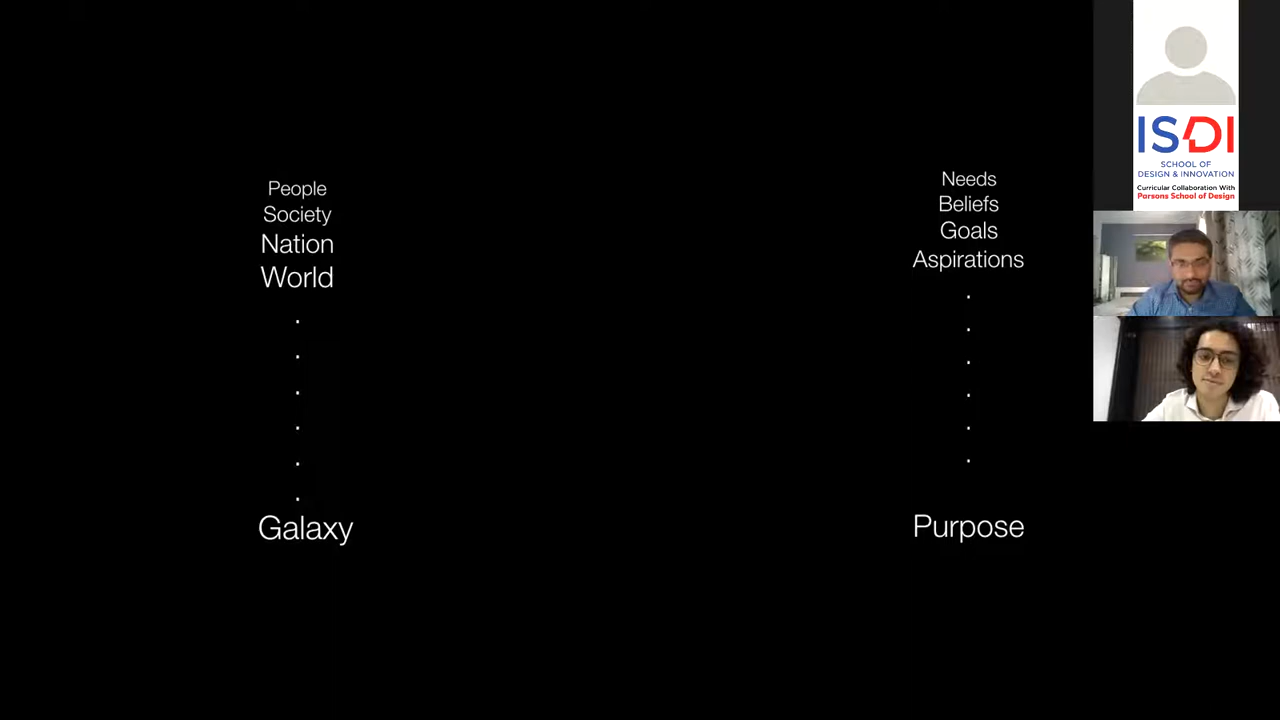 People
Society
Nation
World
Galaxy
Needs
Beliefs
Goals
Aspirations
Purpose
ISDI
SCHOOL OF
DESIGN & INNOVATION
Curricular Collaboration With
Parsons School of Design